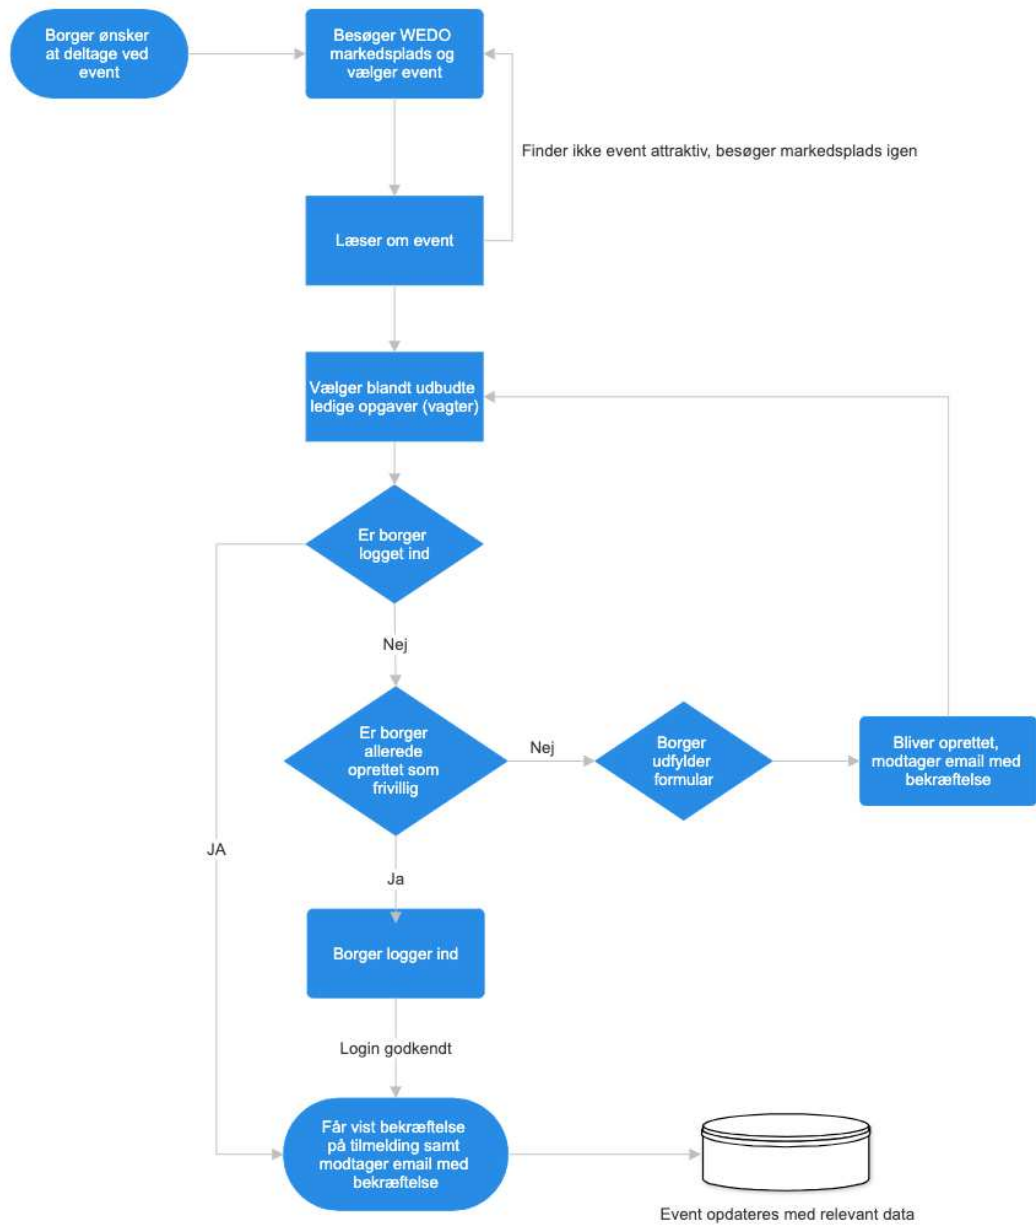 Borger ønsker
at deltage ved
event
Besøger WEDO
markedsplads og
vælger event
Finder ikke event attraktiv, besøger markedsplads igen
Læser om event
Vælger blandt udbudte
ledige opgaver (vagter)
Er borger
logget ind
Nej
Er borger
allerede
oprettet som
frivillig
Nej
Borger
udfylder
formular
Bliver oprettet,
modtager email med
bekræftelse
JA
Ja
Borger logger ind
Login godkendt
Får vist bekræftelse
på tilmelding samt
modtager email med
bekræftelse
Event opdateres med relevant data